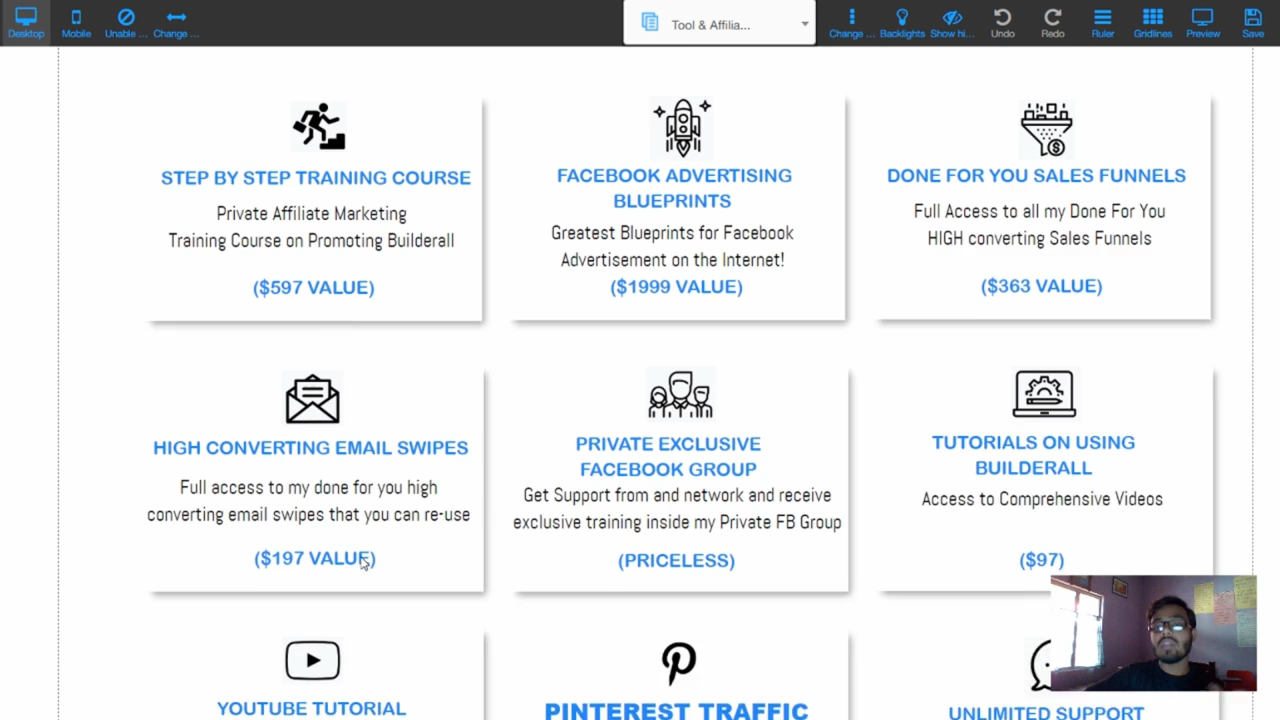 Desktop
Mobile
Unable ...
Change ...
Tool & Affilia...
Change ...
Backlights
Show hi...
Undo
Redo
Ruler
Gridlines
Preview
Save
STEP BY STEP TRAINING COURSE
Private Affiliate Marketing
Training Course on Promoting Builderall
($597 VALUE)
FACEBOOK ADVERTISING
BLUEPRINTS
Greatest Blueprints for Facebook
Advertisement on the Internet!
($1999 VALUE)
DONE FOR YOU SALES FUNNELS
Full Access to all my Done For You
HIGH converting Sales Funnels
($363 VALUE)
HIGH CONVERTING EMAIL SWIPES
Full access to my done for you high
converting email swipes that you can re-use
($197 VALUE)
PRIVATE EXCLUSIVE
FACEBOOK GROUP
Get Support from and network and receive
exclusive training inside my Private FB Group
(PRICELESS)
TUTORIALS ON USING
BUILDERALL
Access to Comprehensive Videos
($97)
YOUTUBE TUTORIAL
PINTEREST TRAFFIC
UNLIMITED SUPPORT